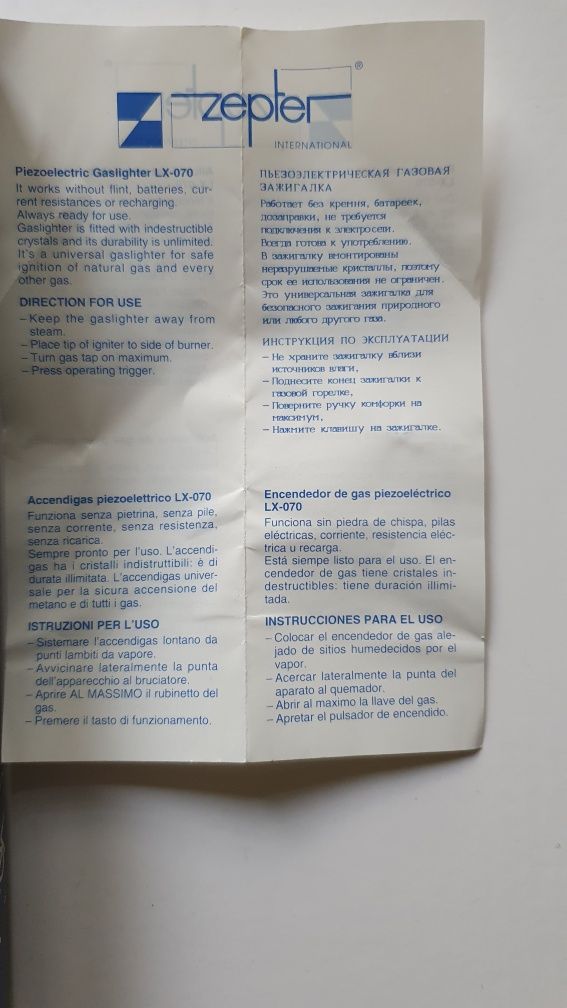 zepter®
INTERNATIONAL
Piezoelectric Gaslighter LX-070
It works without flint, batteries, cur-
rent resistances or recharging.
Always ready for use.
Gaslighter is fitted with indestructible
crystals and its durability is unlimited.
It's a universal gaslighter for safe
ignition of natural gas and every
other gas.
DIRECTION FOR USE
– Keep the gaslighter away from
steam.
– Place tip of igniter to side of burner.
– Turn gas tap on maximum.
– Press operating trigger.
ПЬЕЗОЭЛЕКТРИЧЕСКАЯ ГАЗОВАЯ
ЗАЖИГАЛКА
Работает без кремня, батареек,
дозаправки, не требуется
подключения к электросети.
Всегда готова к употреблению.
В зажигалку вмонтированы
неразрушаемые кристаллы, поэтому
срок ее использования не ограничен.
Это универсальная зажигалка для
безопасного зажигания природного
или любого другого газа.
ИНСТРУКЦИЯ ПО ЭКСПЛУАТАЦИИ
– Не храните зажигалку вблизи
источников влаги,
– Поднесите конец зажигалки к
газовой горелке,
– Поверните ручку комфорки на
максимум,
– Нажмите клавишу на зажигалке.
Accendigas piezoelettrico LX-070
Funziona senza pietrina, senza pile,
senza corrente, senza resistenza,
senza ricarica.
Sempre pronto per l'uso. L'accendi-
gas ha i cristalli indistruttibili: é di
durata illimitata. L'accendigas univer-
sale per la sicura accensione del
metano e di tutti i gas.
ISTRUZIONI PER L'USO
– Sistemare l'accendigas lontano da
punti lambiti da vapore.
– Avvicinare lateralmente la punta
dell'apparecchio al bruciatore.
– Aprire AL MASSIMO il rubinetto del
gas.
– Premere il tasto di funzionamento.
Encendedor de gas piezoeléctrico
LX-070
Funciona sin piedra de chispa, pilas
eléctricas, corriente, resistencia eléc-
trica u recarga.
Está siempe listo para el uso. El en-
cendedor de gas tiene cristales in-
destructibles: tiene duración illimi-
tada.
INSTRUCCIONES PARA EL USO
– Colocar el encendedor de gas ale-
jado de sitios humedecidos por el
vapor.
– Acercar lateralmente la punta del
aparato al quemador.
– Abrir al maximo la llave del gas.
– Apretar el pulsador de encendido.